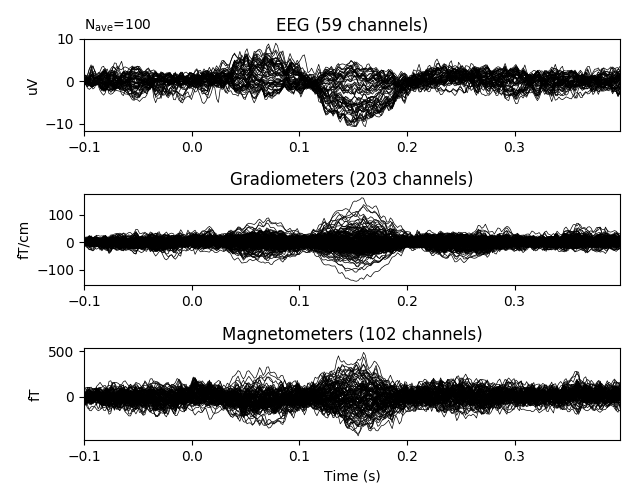 N_ave=100
EEG (59 channels)
10
0
−10
uV
−0.1 0.0 0.1 0.2 0.3
Gradiometers (203 channels)
100
0
−100
fT/cm
−0.1 0.0 0.1 0.2 0.3
Magnetometers (102 channels)
500
0
fT
−0.1 0.0 0.1 0.2 0.3
Time (s)